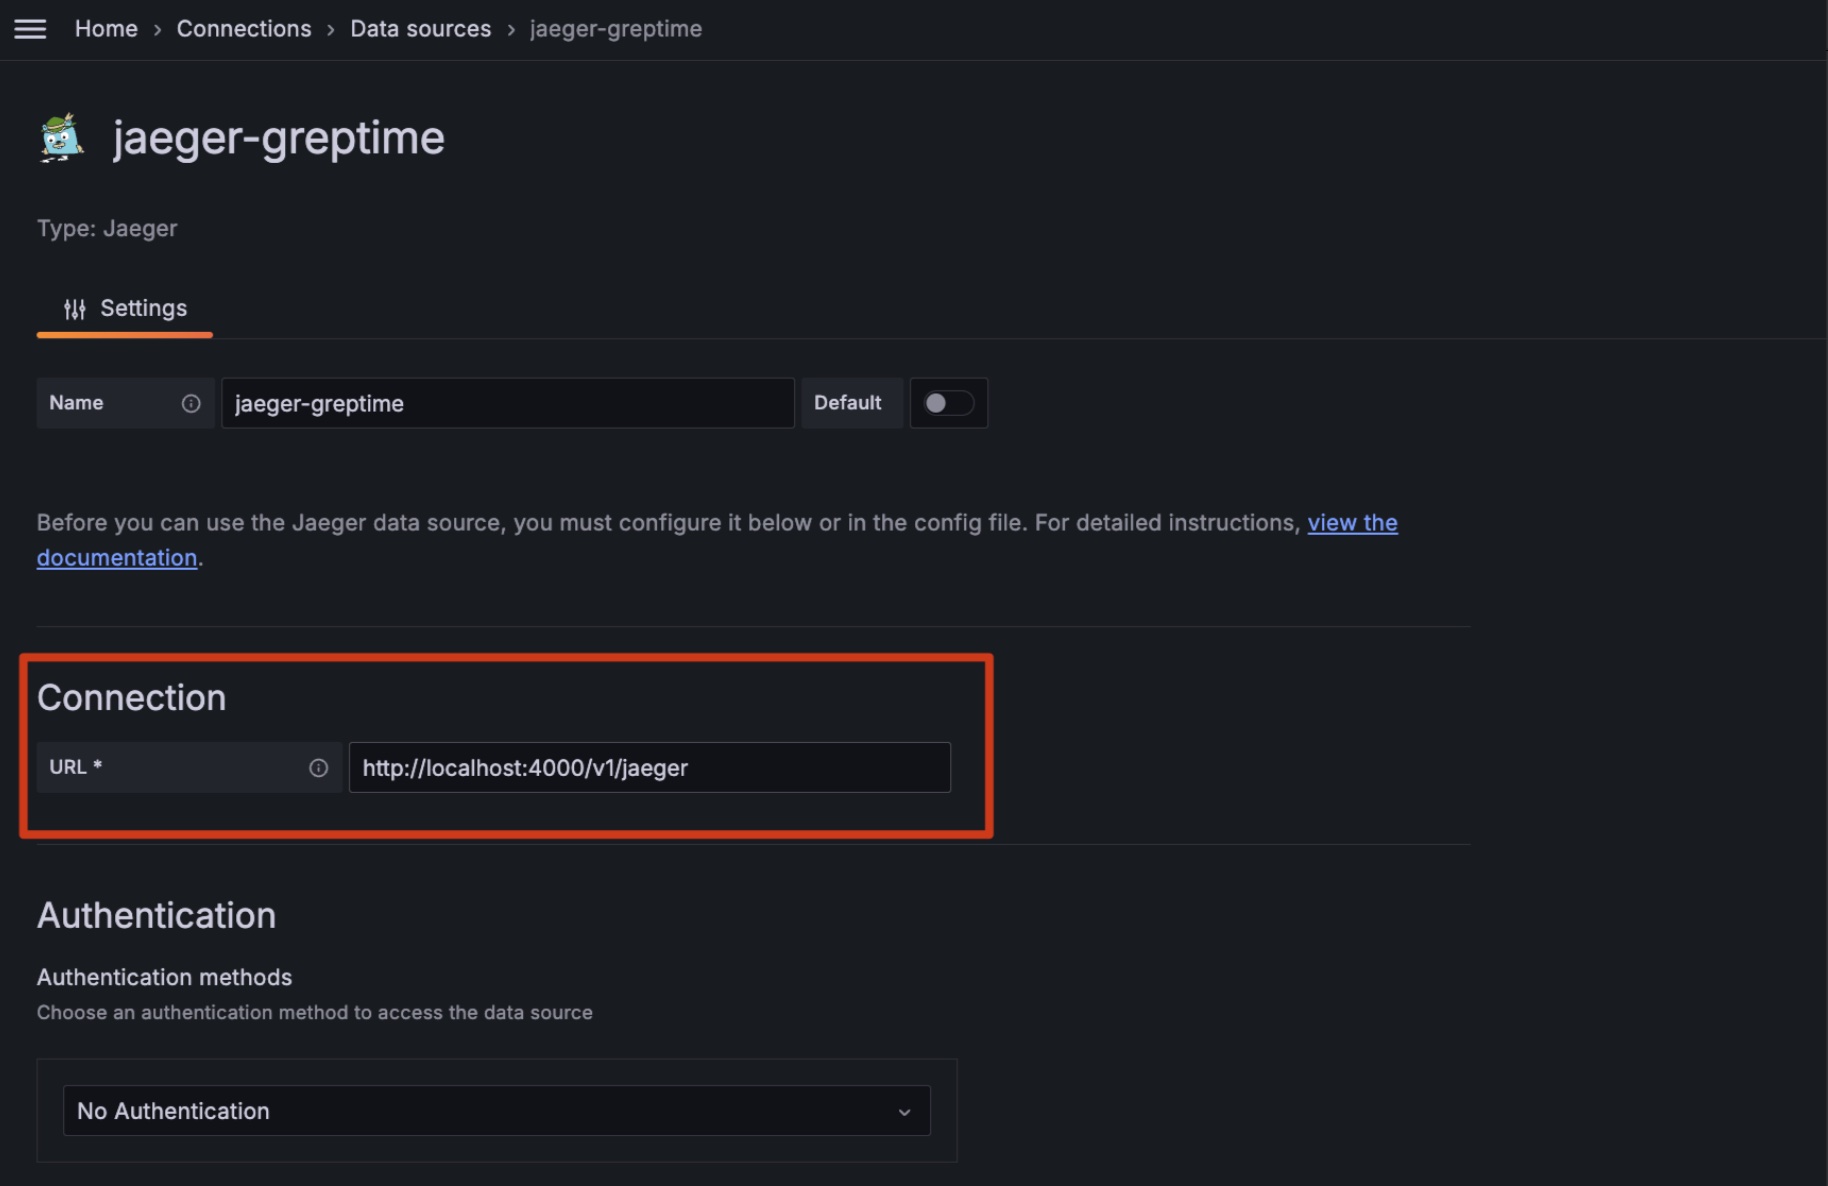 Home > Connections > Data sources > jaeger-greptime
jaeger-greptime
Type: Jaeger
Settings
Name jaeger-greptime Default
Before you can use the Jaeger data source, you must configure it below or in the config file. For detailed instructions, view the
documentation.
Connection
URL * http://localhost:4000/v1/jaeger
Authentication
Authentication methods
Choose an authentication method to access the data source
No Authentication